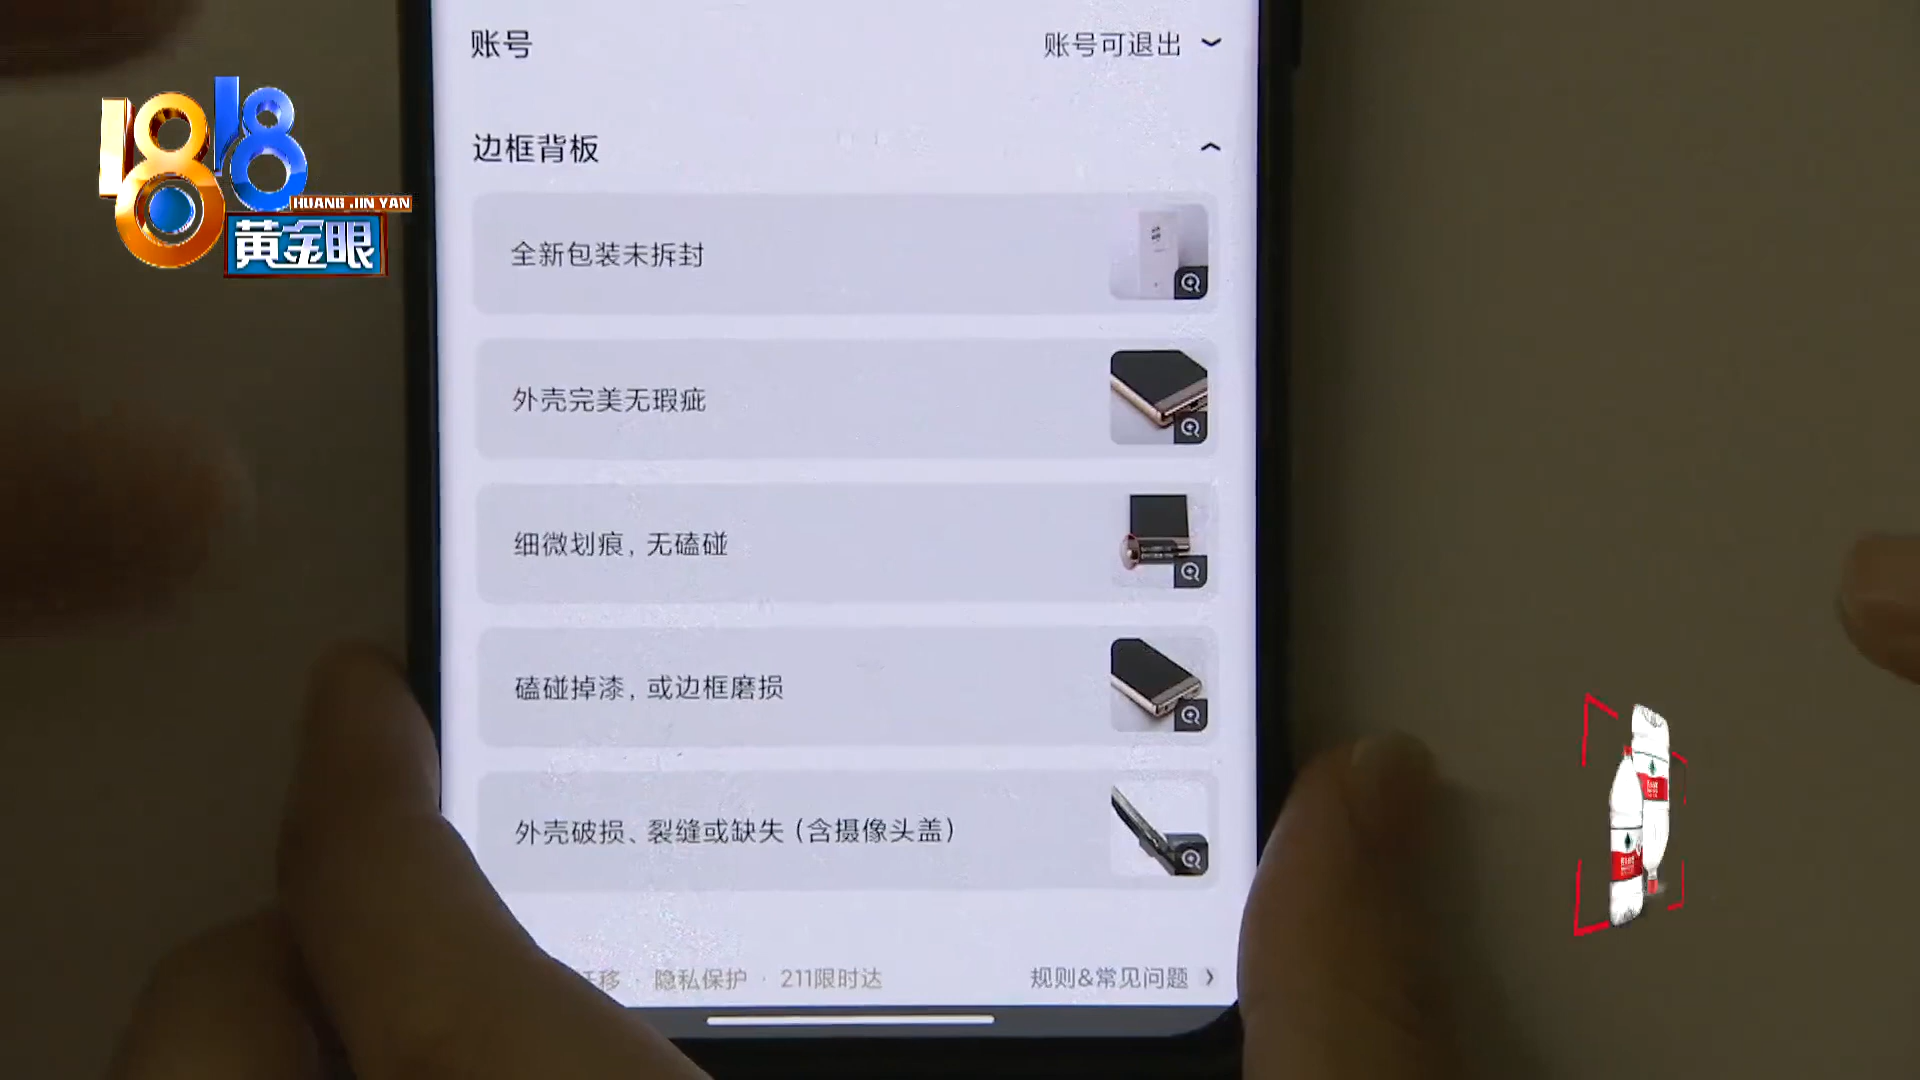 账号
账号可退出
1818
HUANG JIN YAN
黄金眼
边框背板
全新包装未拆封
外壳完美无瑕疵
细微划痕，无磕碰
磕碰掉漆，或边框磨损
外壳破损、裂缝或缺失（含摄像头盖）
移 · 隐私保护 · 211限时达
规则&常见问题